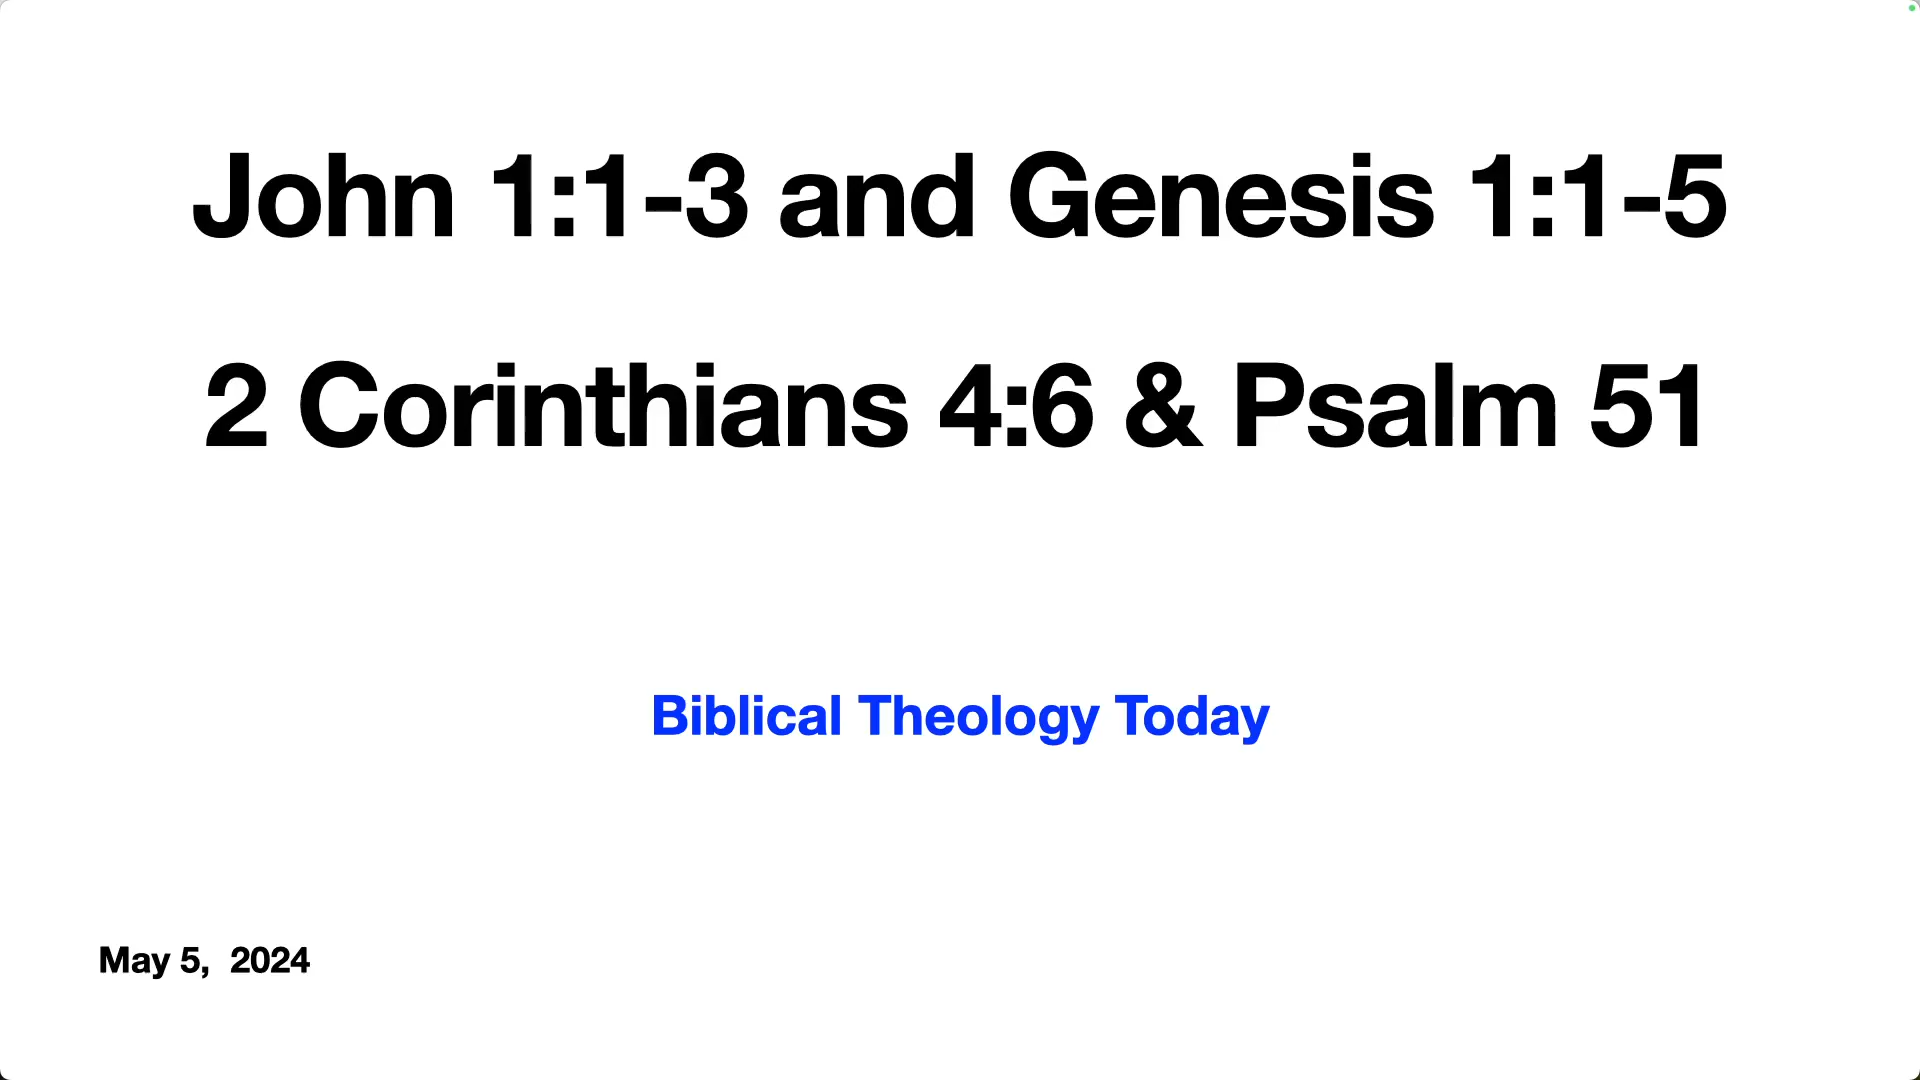 John 1:1-3 and Genesis 1:1-5
2 Corinthians 4:6 & Psalm 51
Biblical Theology Today
May 5,  2024